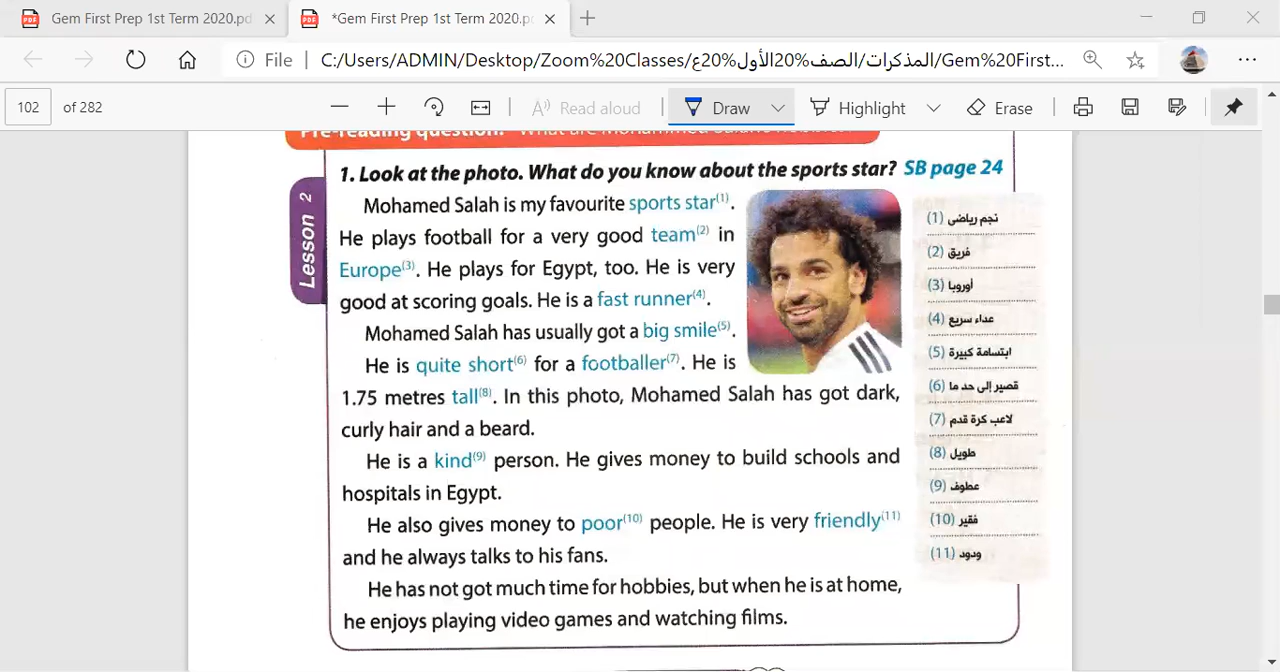 Gem First Prep 1st Term 2020.pd
*Gem First Prep 1st Term 2020.p
File
C:/Users/ADMIN/Desktop/Zoom%20Classes/المذكرات/الصف%20الأول%20ع/Gem%20First...
102 of 282
Read aloud
Draw
Highlight
Erase
Pre-reading question:
1. Look at the photo. What do you know about the sports star? SB page 24
Lesson 2
Mohamed Salah is my favourite sports star(1).
He plays football for a very good team(2) in
Europe(3). He plays for Egypt, too. He is very
good at scoring goals. He is a fast runner(4).
Mohamed Salah has usually got a big smile(5).
He is quite short(6) for a footballer(7). He is
1.75 metres tall(8). In this photo, Mohamed Salah has got dark,
curly hair and a beard.
He is a kind(9) person. He gives money to build schools and
hospitals in Egypt.
He also gives money to poor(10) people. He is very friendly(11)
and he always talks to his fans.
He has not got much time for hobbies, but when he is at home,
he enjoys playing video games and watching films.
(1) نجم رياضى
(2) فريق
(3) أوروبا
(4) عداء سريع
(5) ابتسامة كبيرة
(6) قصير إلى حد ما
(7) لاعب كرة قدم
(8) طويل
(9) عطوف
(10) فقير
(11) ودود